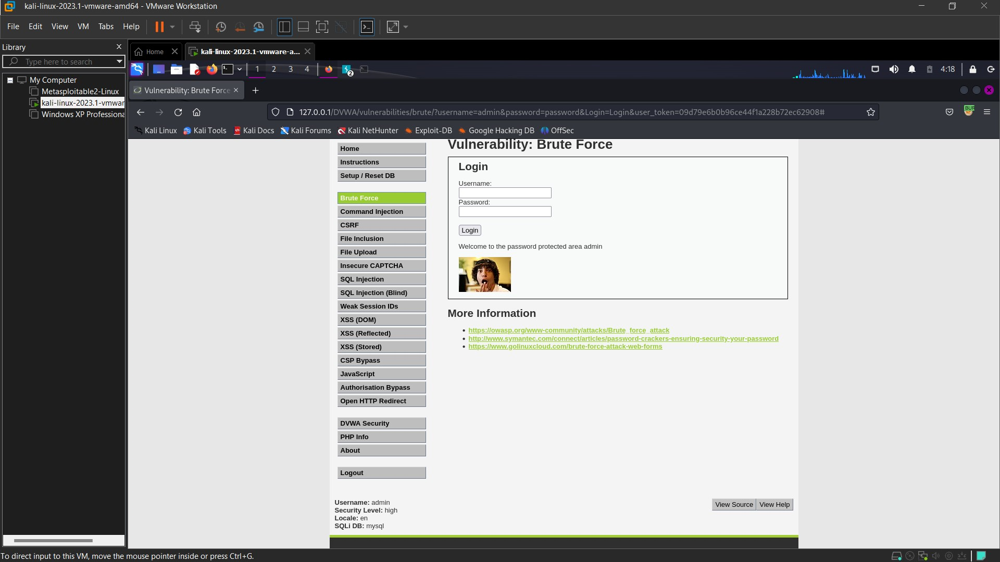 kali-linux-2023.1-vmware-amd64 - VMware Workstation
File Edit View VM Tabs Help
Library
Type here to search
My Computer
Metasploitable2-Linux
kali-linux-2023.1-vmwar
Windows XP Professiona
Home
kali-linux-2023.1-vmware-a...
1 2 3 4
2
4:18
Vulnerability: Brute Force
127.0.0.1/DVWA/vulnerabilities/brute/?username=admin&password=password&Login=Login&user_token=09d79e6b0b96ce44f1a228b72ec62908#
BUR
Kali Linux Kali Tools Kali Docs Kali Forums Kali NetHunter Exploit-DB Google Hacking DB OffSec
Home
Instructions
Setup / Reset DB
Brute Force
Command Injection
CSRF
File Inclusion
File Upload
Insecure CAPTCHA
SQL Injection
SQL Injection (Blind)
Weak Session IDs
XSS (DOM)
XSS (Reflected)
XSS (Stored)
CSP Bypass
JavaScript
Authorisation Bypass
Open HTTP Redirect
DVWA Security
PHP Info
About
Logout
Vulnerability: Brute Force
Login
Username:
Password:
Login
Welcome to the password protected area admin
More Information
https://owasp.org/www-community/attacks/Brute_force_attack
http://www.symantec.com/connect/articles/password-crackers-ensuring-security-your-password
https://www.golinuxcloud.com/brute-force-attack-web-forms
Username: admin
Security Level: high
Locale: en
SQLi DB: mysql
View Source View Help
To direct input to this VM, move the mouse pointer inside or press Ctrl+G.